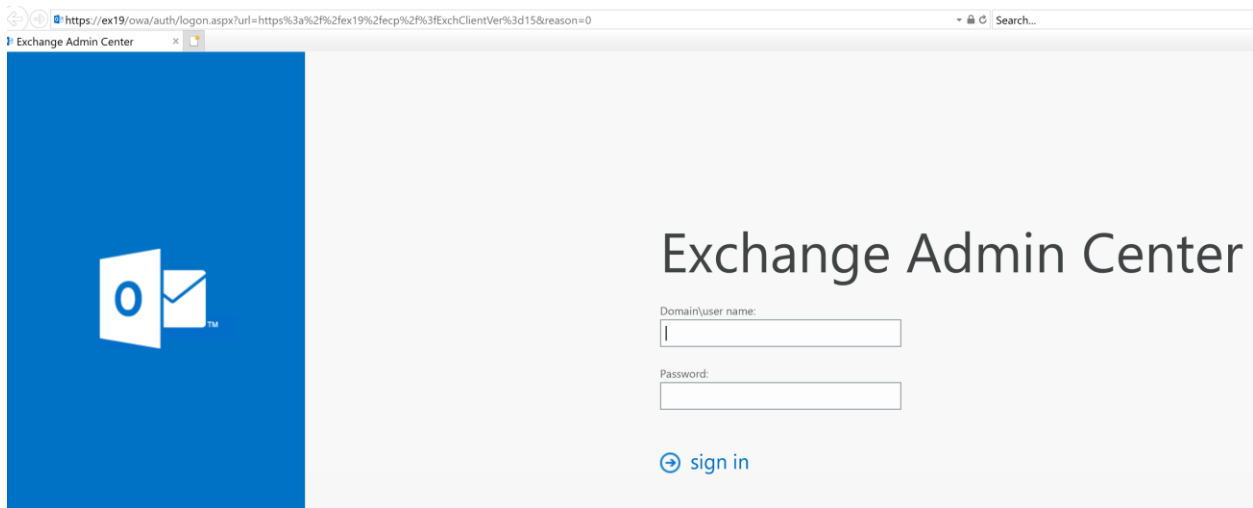 https://ex19/owa/auth/logon.aspx?url=https%3a%2f%2fex19%2fecp%2f%3fExchClientVer%3d15&reason=0
Search...
Exchange Admin Center
Exchange Admin Center
Domain\user name:
Password:
sign in
O
TM